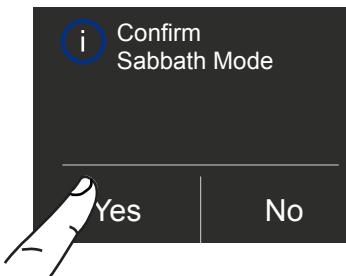 i
Confirm
Sabbath Mode
Yes No